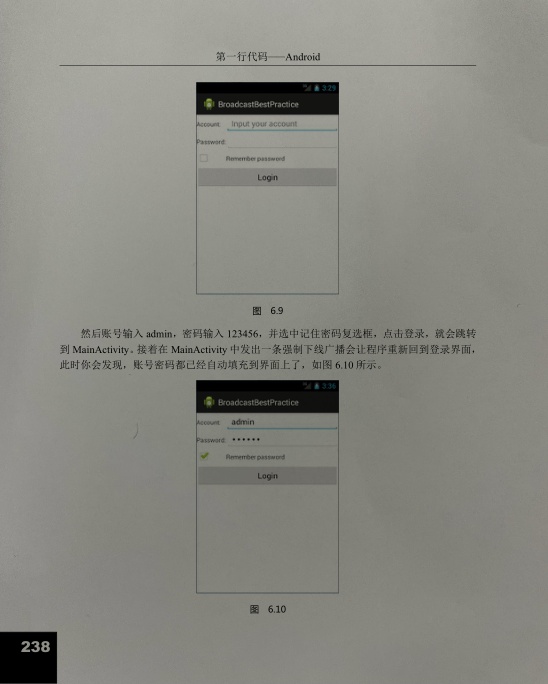 第一行代码——Android
3:29
BroadcastBestPractice
Account: Input your account
Password:
Remember password
Login
图 6.9
然后账号输入 admin，密码输入 123456，并选中记住密码复选框，点击登录，就会跳转
到 MainActivity。接着在 MainActivity 中发出一条强制下线广播会让程序重新回到登录界面，
此时你会发现，账号密码都已经自动填充到界面上了，如图 6.10 所示。
3:36
BroadcastBestPractice
Account: admin
Password: ••••••
Remember password
Login
图 6.10
238